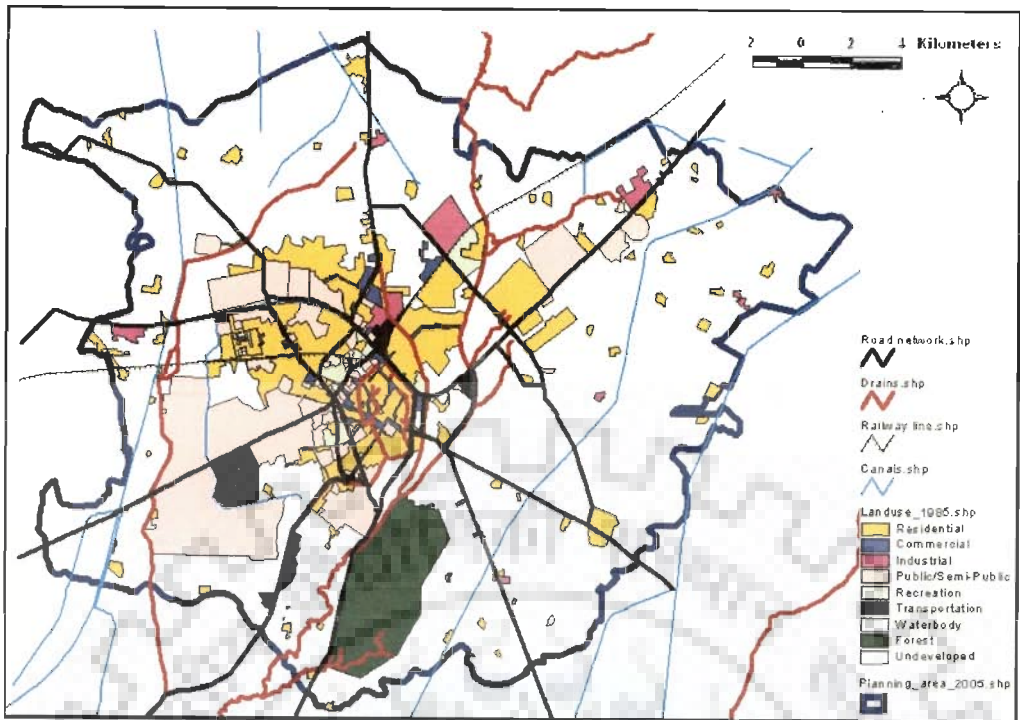 2 0 2 4 Kilometers
Road network.shp
Drains.shp
Railway line.shp
Canals.shp
Landuse_1985.shp
Residential
Commercial
Industrial
Public/Semi-Public
Recreation
Transportation
Waterbody
Forest
Undeveloped
Planning_area_2005.shp